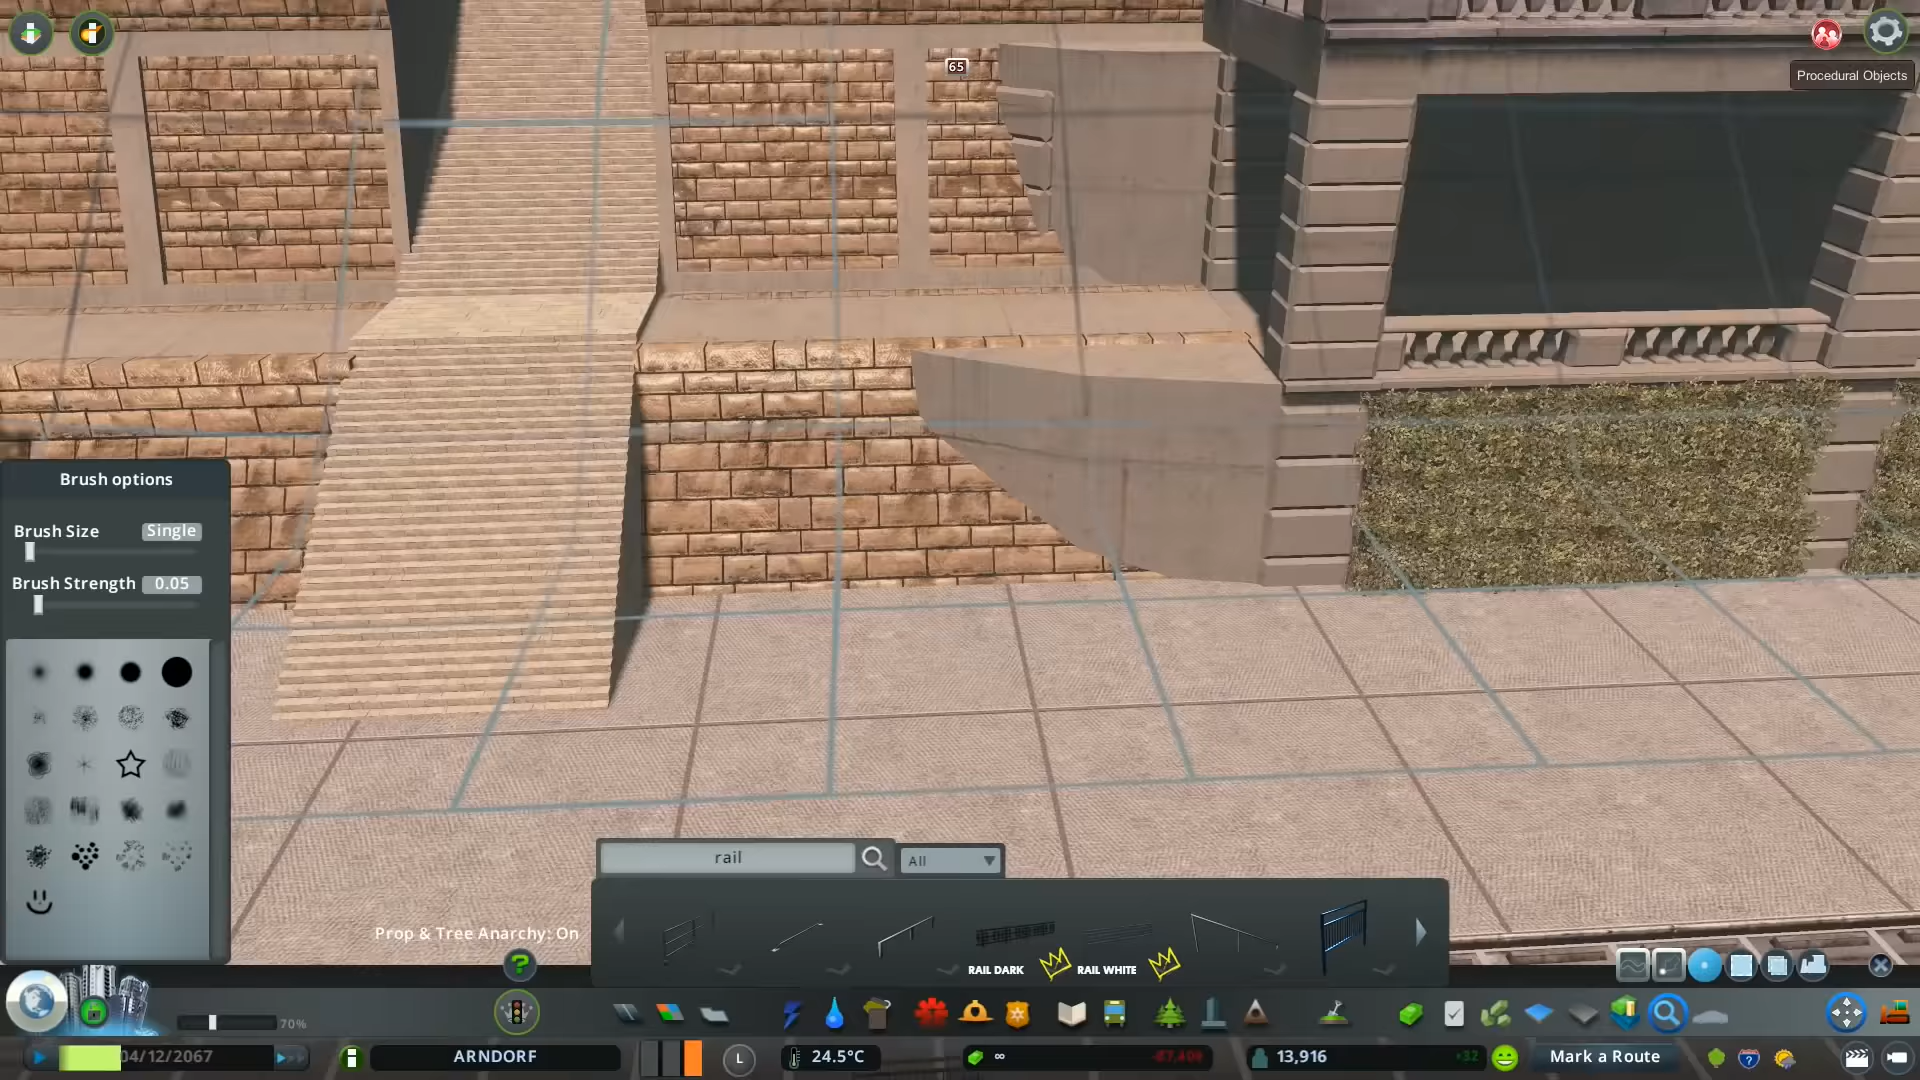 65
Procedural Objects
Brush options
Brush Size Single
Brush Strength 0.05
rail
All
Prop & Tree Anarchy: On
RAIL DARK
RAIL WHITE
70%
04/12/2067
ARNDORF
L
24.5°C
∞
13,916
+32
Mark a Route